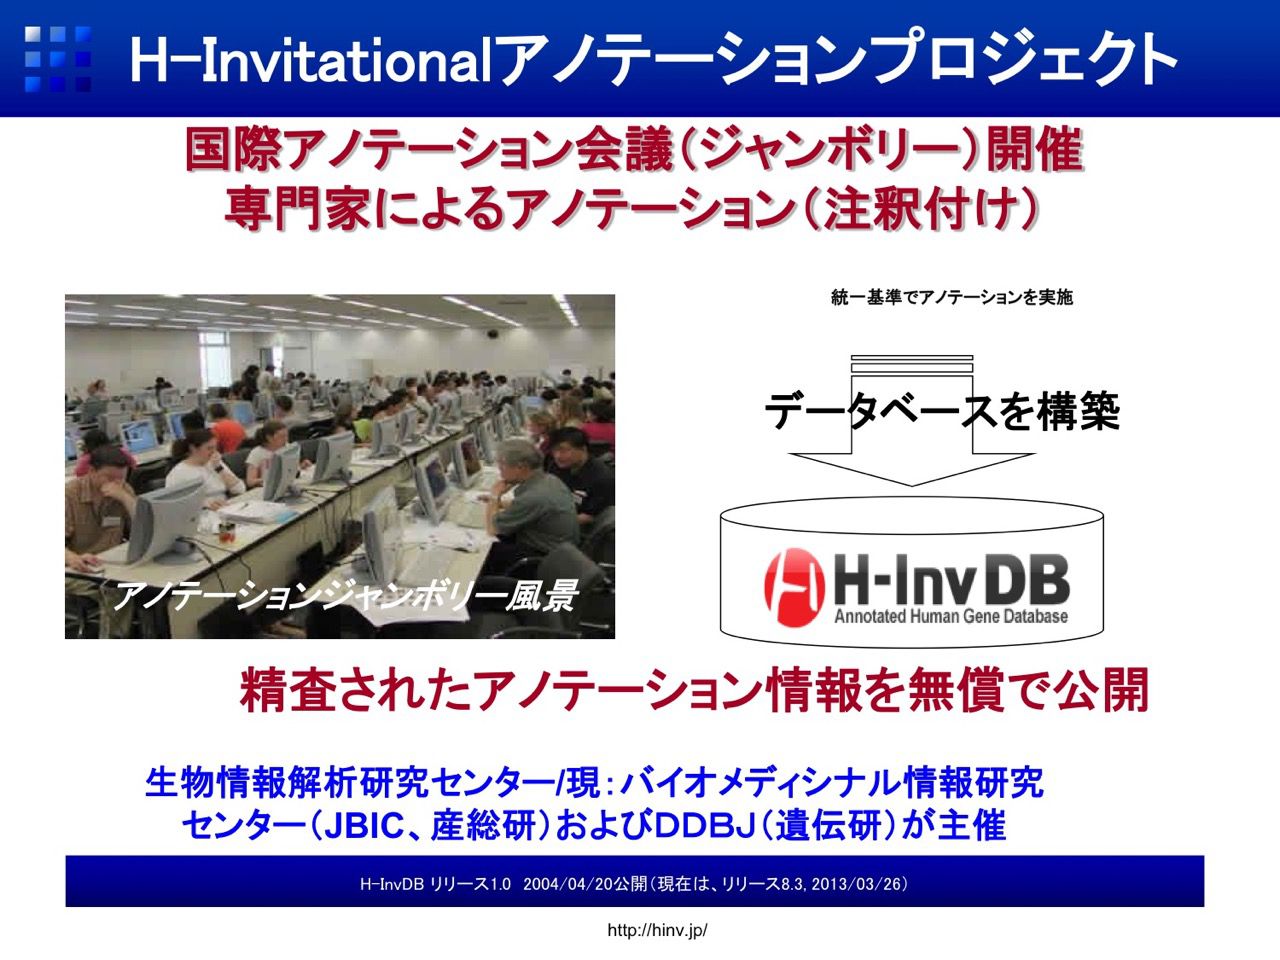 H-Invitationalアノテーションプロジェクト
国際アノテーション会議（ジャンボリー）開催
専門家によるアノテーション（注釈付け）
統一基準でアノテーションを実施
データベースを構築
H-InvDB
Annotated Human Gene Database
アノテーションジャンボリー風景
精査されたアノテーション情報を無償で公開
生物情報解析研究センター/現：バイオメディシナル情報研究
センター（JBIC、産総研）およびＤＤＢＪ（遺伝研）が主催
H-InvDB リリース1.0 2004/04/20公開（現在は、リリース8.3, 2013/03/26）
http://hinv.jp/